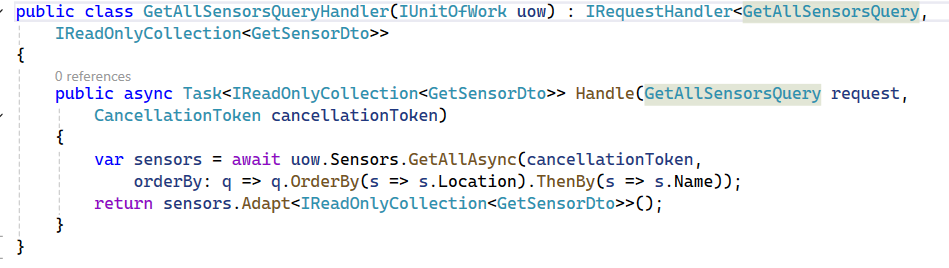 public class GetAllSensorsQueryHandler(IUnitOfWork uow) : IRequestHandler<GetAllSensorsQuery,
IReadOnlyCollection<GetSensorDto>>
{
0 references
public async Task<IReadOnlyCollection<GetSensorDto>> Handle(GetAllSensorsQuery request,
CancellationToken cancellationToken)
{
var sensors = await uow.Sensors.GetAllAsync(cancellationToken,
orderBy: q => q.OrderBy(s => s.Location).ThenBy(s => s.Name));
return sensors.Adapt<IReadOnlyCollection<GetSensorDto>>();
}
}